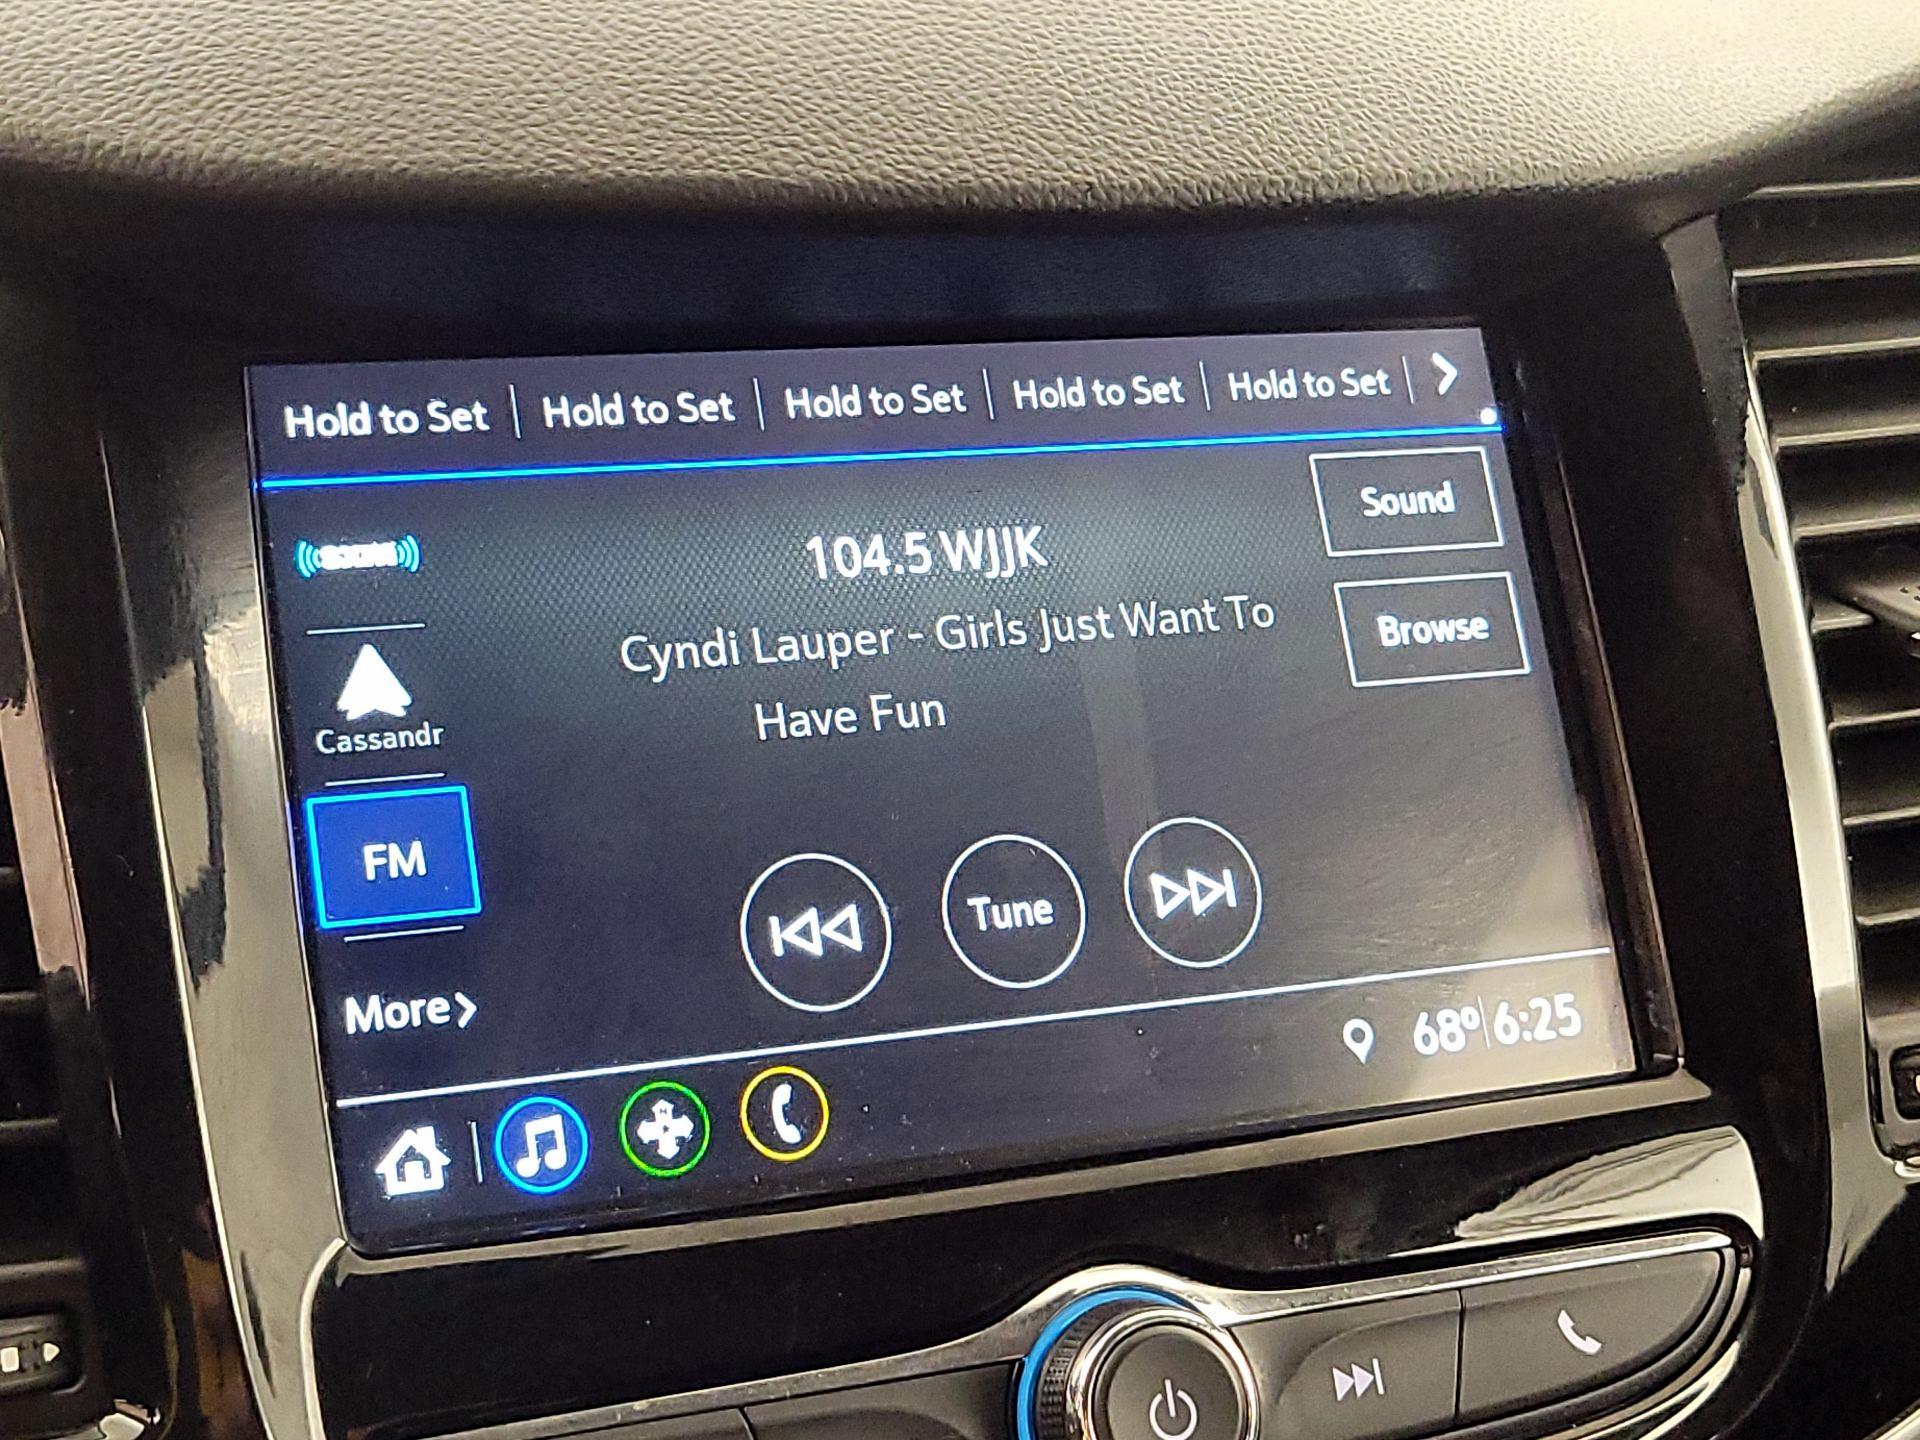 Hold to Set | Hold to Set | Hold to Set | Hold to Set | Hold to Set
Sound
104.5 WJJK
Cyndi Lauper - Girls Just Want To
Have Fun
Browse
Cassandr
FM
Tune
More
68° 6:25